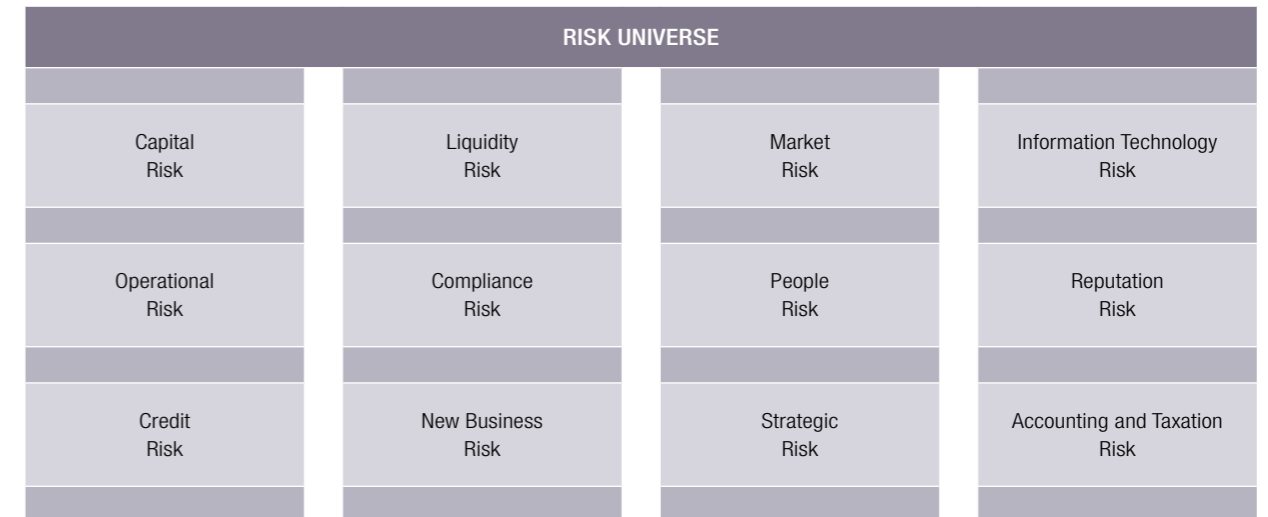 RISK UNIVERSE
Capital
Risk
Liquidity
Risk
Market
Risk
Information Technology
Risk
Operational
Risk
Compliance
Risk
People
Risk
Reputation
Risk
Credit
Risk
New Business
Risk
Strategic
Risk
Accounting and Taxation
Risk